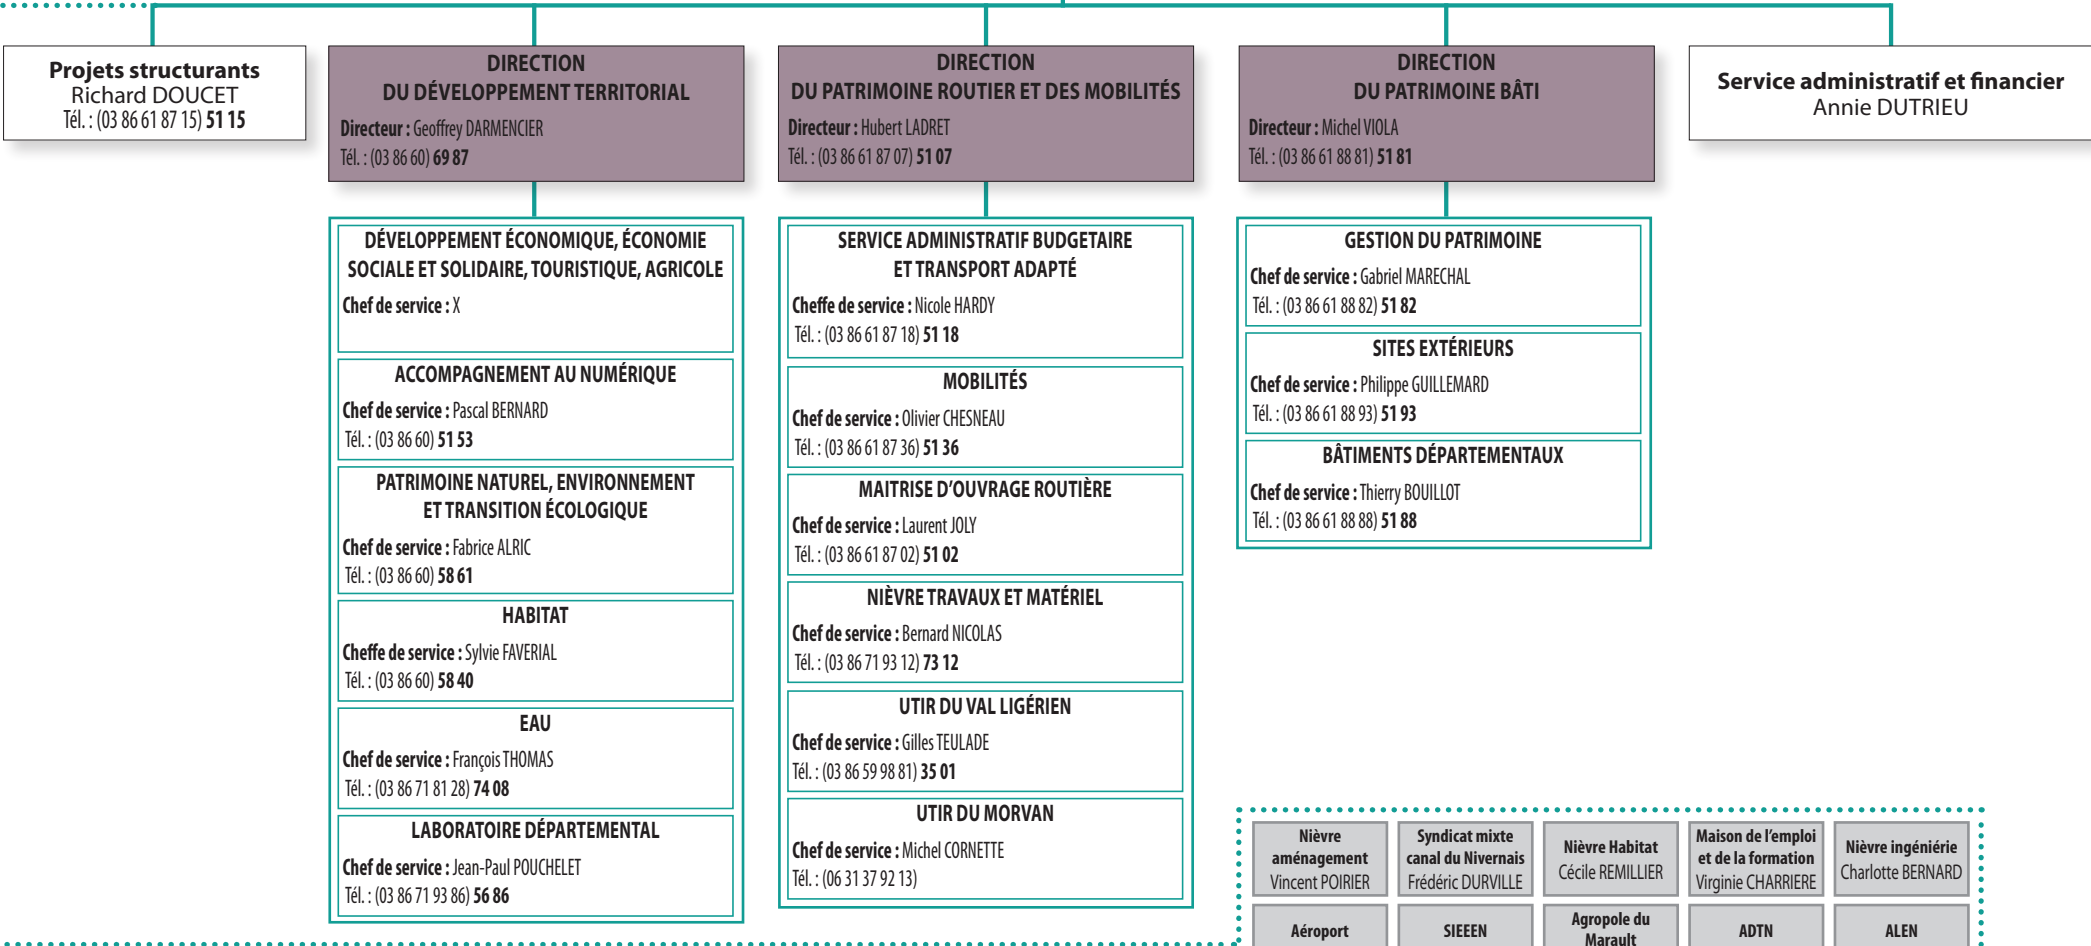 Projets structurants
Richard DOUCET
Tél. : (03 86 61 87 15) 51 15
DIRECTION
DU DÉVELOPPEMENT TERRITORIAL
Directeur : Geoffrey DARMENCIER
Tél. : (03 86 60) 69 87
DIRECTION
DU PATRIMOINE ROUTIER ET DES MOBILITÉS
Directeur : Hubert LADRET
Tél. : (03 86 61 87 07) 51 07
DIRECTION
DU PATRIMOINE BÂTI
Directeur : Michel VIOLA
Tél. : (03 86 61 88 81) 51 81
Service administratif et financier
Annie DUTRIEU
DÉVELOPPEMENT ÉCONOMIQUE, ÉCONOMIE
SOCIALE ET SOLIDAIRE, TOURISTIQUE, AGRICOLE
Chef de service : X
ACCOMPAGNEMENT AU NUMÉRIQUE
Chef de service : Pascal BERNARD
Tél. : (03 86 60) 51 53
PATRIMOINE NATUREL, ENVIRONNEMENT
ET TRANSITION ÉCOLOGIQUE
Chef de service : Fabrice ALRIC
Tél. : (03 86 60) 58 61
HABITAT
Cheffe de service : Sylvie FAVERIAL
Tél. : (03 86 60) 58 40
EAU
Chef de service : François THOMAS
Tél. : (03 86 71 81 28) 74 08
LABORATOIRE DÉPARTEMENTAL
Chef de service : Jean-Paul POUCHELET
Tél. : (03 86 71 93 86) 56 86
SERVICE ADMINISTRATIF BUDGETAIRE
ET TRANSPORT ADAPTÉ
Cheffe de service : Nicole HARDY
Tél. : (03 86 61 87 18) 51 18
MOBILITÉS
Chef de service : Olivier CHESNEAU
Tél. : (03 86 61 87 36) 51 36
MAITRISE D'OUVRAGE ROUTIÈRE
Chef de service : Laurent JOLY
Tél. : (03 86 61 87 02) 51 02
NIÈVRE TRAVAUX ET MATÉRIEL
Chef de service : Bernard NICOLAS
Tél. : (03 86 71 93 12) 73 12
UTIR DU VAL LIGÉRIEN
Chef de service : Gilles TEULADE
Tél. : (03 86 59 98 81) 35 01
UTIR DU MORVAN
Chef de service : Michel CORNETTE
Tél. : (06 31 37 92 13)
GESTION DU PATRIMOINE
Chef de service : Gabriel MARECHAL
Tél. : (03 86 61 88 82) 51 82
SITES EXTÉRIEURS
Chef de service : Philippe GUILLEMARD
Tél. : (03 86 61 88 93) 51 93
BÂTIMENTS DÉPARTEMENTAUX
Chef de service : Thierry BOUILLOT
Tél. : (03 86 61 88 88) 51 88
Nièvre
aménagement
Vincent POIRIER
Syndicat mixte
canal du Nivernais
Frédéric DURVILLE
Nièvre Habitat
Cécile REMILLIER
Maison de l'emploi
et de la formation
Virginie CHARRIERE
Nièvre ingéniérie
Charlotte BERNARD
Aéroport
SIEEEN
Agropole du
Marault
ADTN
ALEN